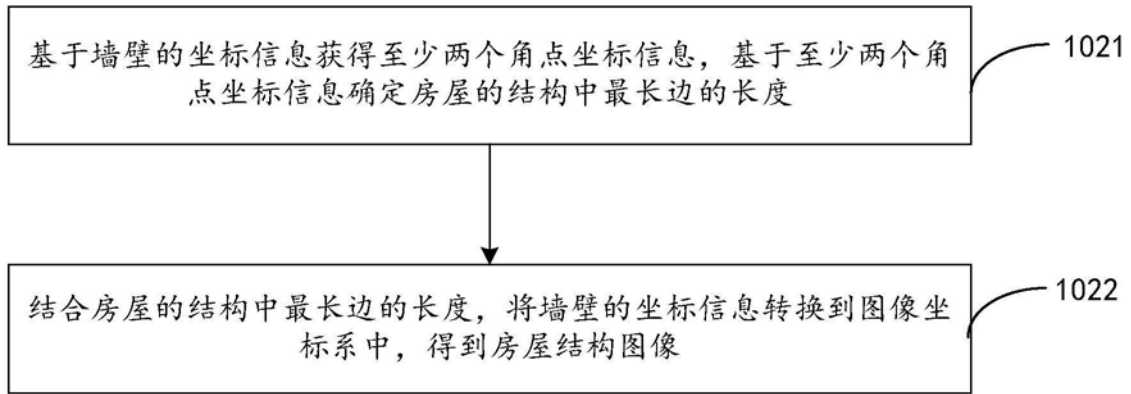 基于墙壁的坐标信息获得至少两个角点坐标信息，基于至少两个角
点坐标信息确定房屋的结构中最长边的长度
1021
结合房屋的结构中最长边的长度，将墙壁的坐标信息转换到图像坐
标系中，得到房屋结构图像
1022